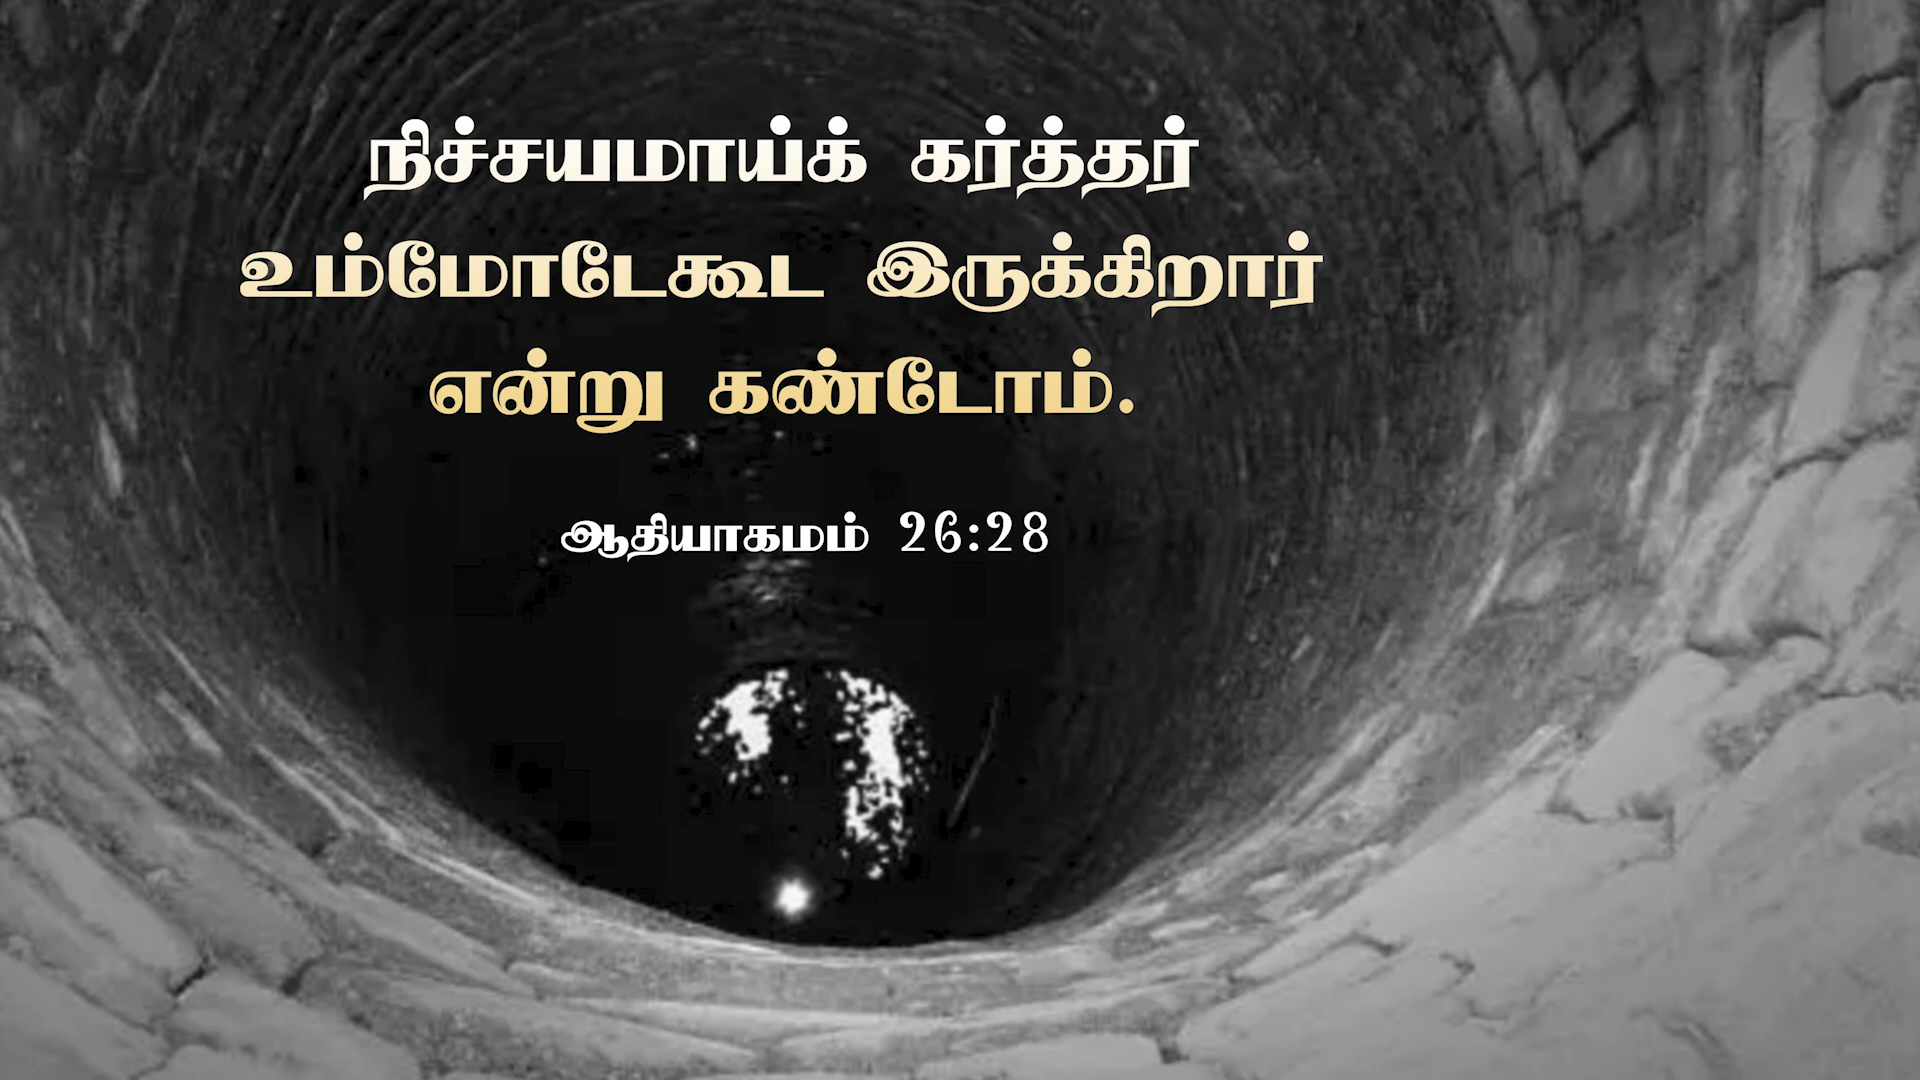 நிச்சயமாய்க் கர்த்தர்
உம்மோடேகூட இருக்கிறார்
என்று கண்டோம்.
ஆதியாகமம் 26:28